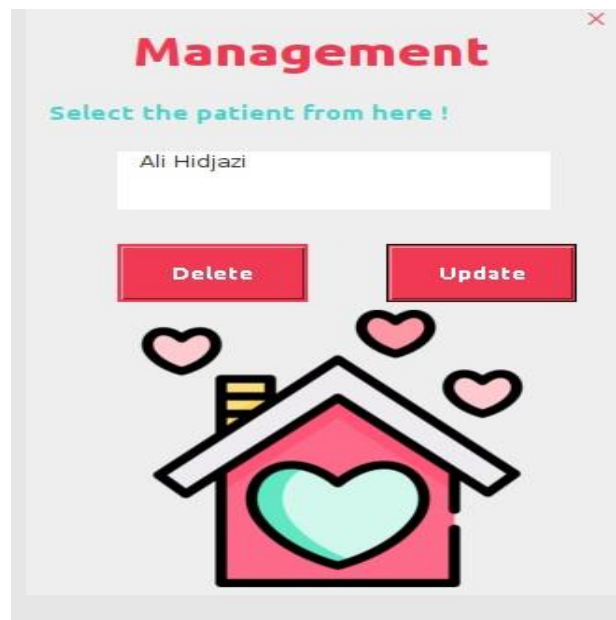 Management
Select the patient from here !
Ali Hidjazi
Delete
Update